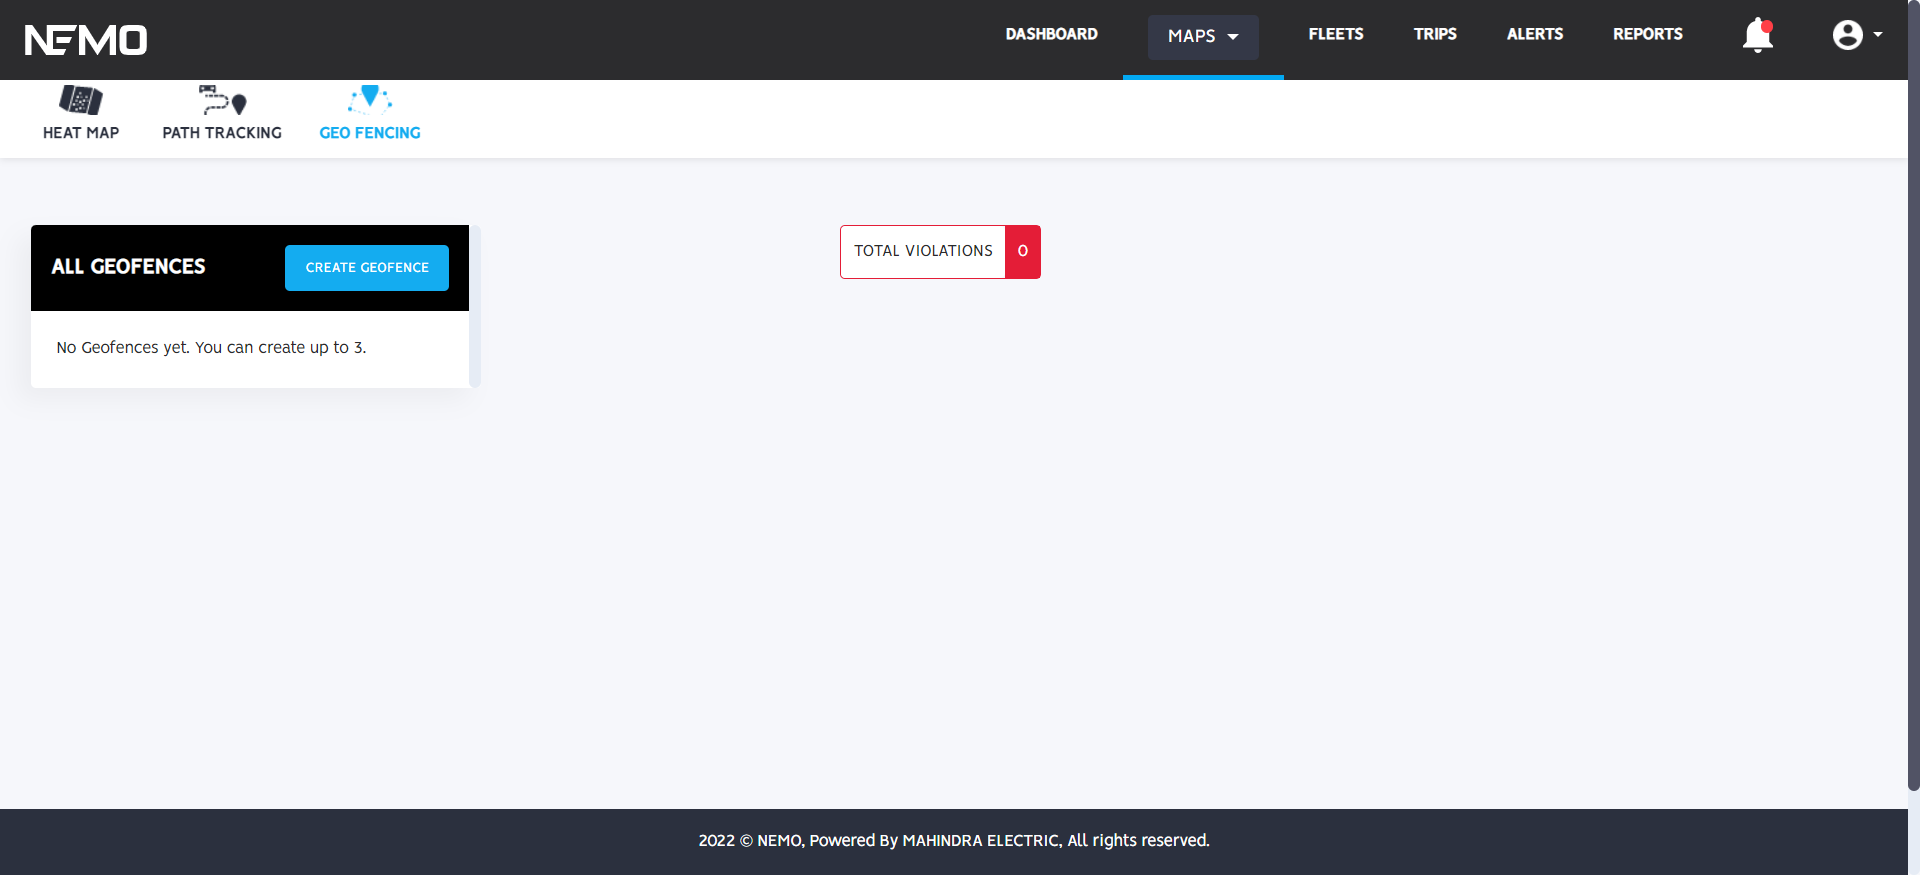 NEMO
DASHBOARD
MAPS
FLEETS
TRIPS
ALERTS
REPORTS
HEAT MAP
PATH TRACKING
GEO FENCING
ALL GEOFENCES
CREATE GEOFENCE
No Geofences yet. You can create up to 3.
TOTAL VIOLATIONS
0
2022 © NEMO, Powered By MAHINDRA ELECTRIC, All rights reserved.